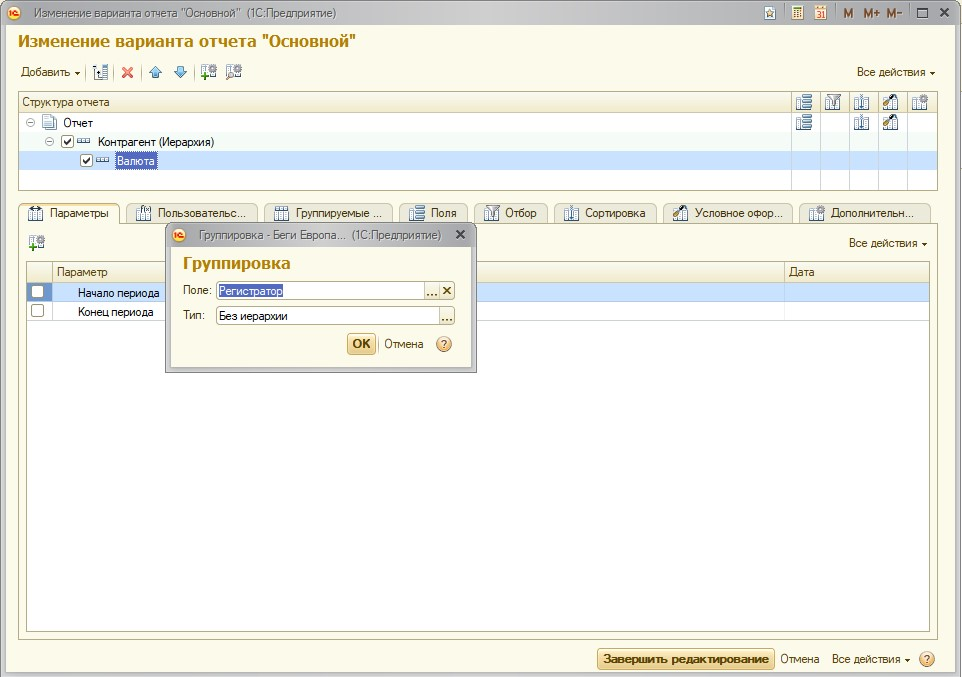 Изменение варианта отчета "Основной" (1С:Предприятие)
31 M M+ M-
Изменение варианта отчета "Основной"
Добавить
Все действия
Структура отчета
Отчет
Контрагент (Иерархия)
Валюта
Параметры
Пользовательс...
Группируемые ...
Поля
Отбор
Сортировка
Условное офор...
Дополнительн...
Все действия
Параметр
Дата
Начало периода
Конец периода
Группировка - Беги Европа... (1С:Предприятие)
Группировка
Поле: Регистратор ...
Тип: Без иерархии ...
ОК Отмена ?
Завершить редактирование Отмена Все действия ?